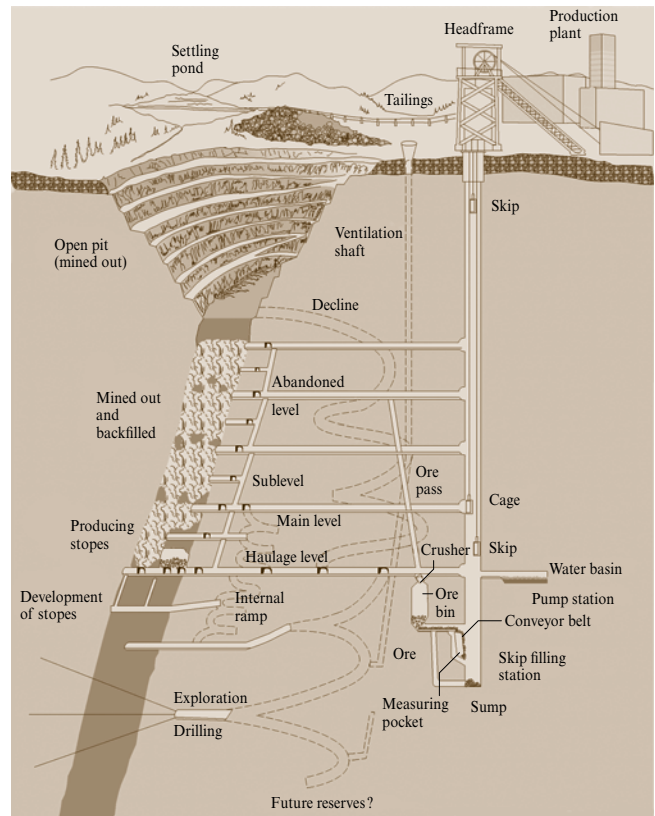 Production
plant
Headframe
Settling
pond
Tailings
Skip
Ventilation
shaft
Open pit
(mined out)
Decline
Abandoned
level
Mined out
and
backfilled
Ore
pass
Sublevel
Cage
Main level
Producing
stopes
Haulage level
Crusher
Skip
Water basin
Development
of stopes
Internal
ramp
Ore
bin
Pump station
Conveyor belt
Ore
Skip filling
station
Exploration
Drilling
Measuring
pocket
Sump
Future reserves?